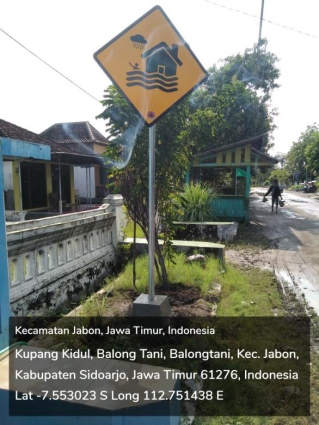 Kecamatan Jabon, Jawa Timur, Indonesia
Kupang Kidul, Balong Tani, Balongtani, Kec. Jabon,
Kabupaten Sidoarjo, Jawa Timur 61276, Indonesia
Lat -7.553023 S Long 112.751438 E